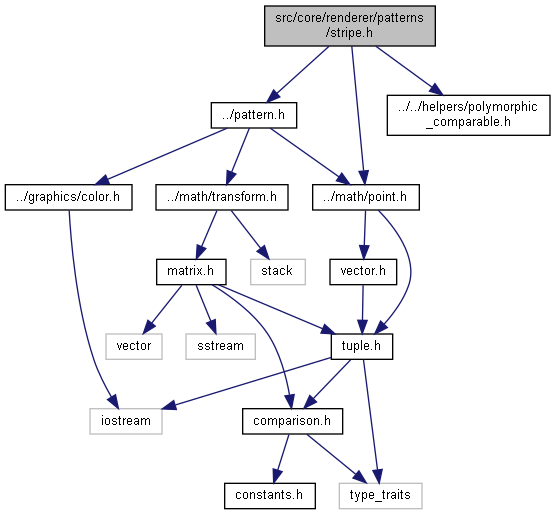 src/core/renderer/patterns
/stripe.h
../pattern.h
../../helpers/polymorphic
_comparable.h
../graphics/color.h
../math/transform.h
../math/point.h
matrix.h
stack
vector.h
vector
sstream
tuple.h
iostream
comparison.h
constants.h
type_traits